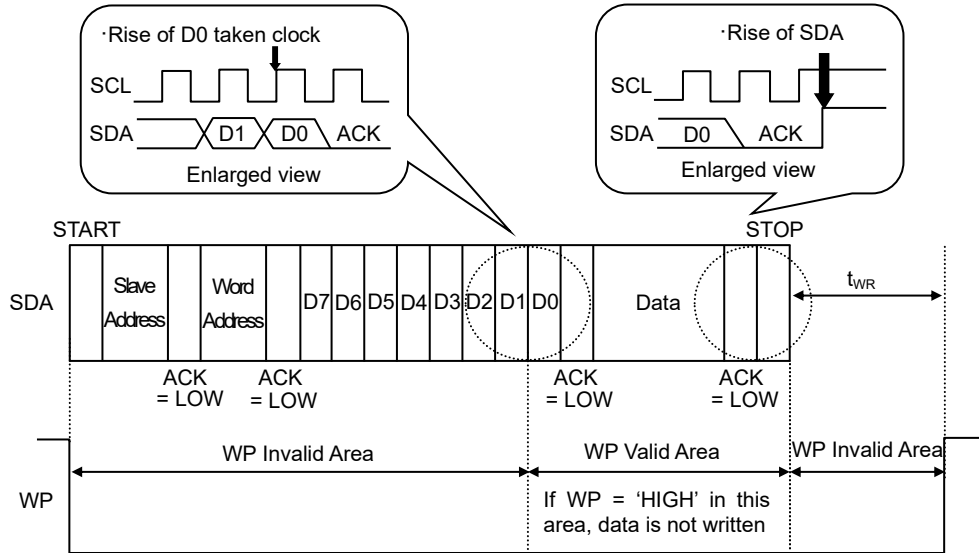 ·Rise of D0 taken clock
SCL
SDA
D1
D0
ACK
Enlarged view
·Rise of SDA
SCL
SDA
D0
ACK
Enlarged view
START
STOP
SDA
Slave
Address
Word
Address
D7
D6
D5
D4
D3
D2
D1
D0
Data
tWR
ACK
= LOW
ACK
= LOW
ACK
= LOW
ACK
= LOW
WP Invalid Area
WP Valid Area
WP Invalid Area
WP
If WP = ‘HIGH’ in this
area, data is not written